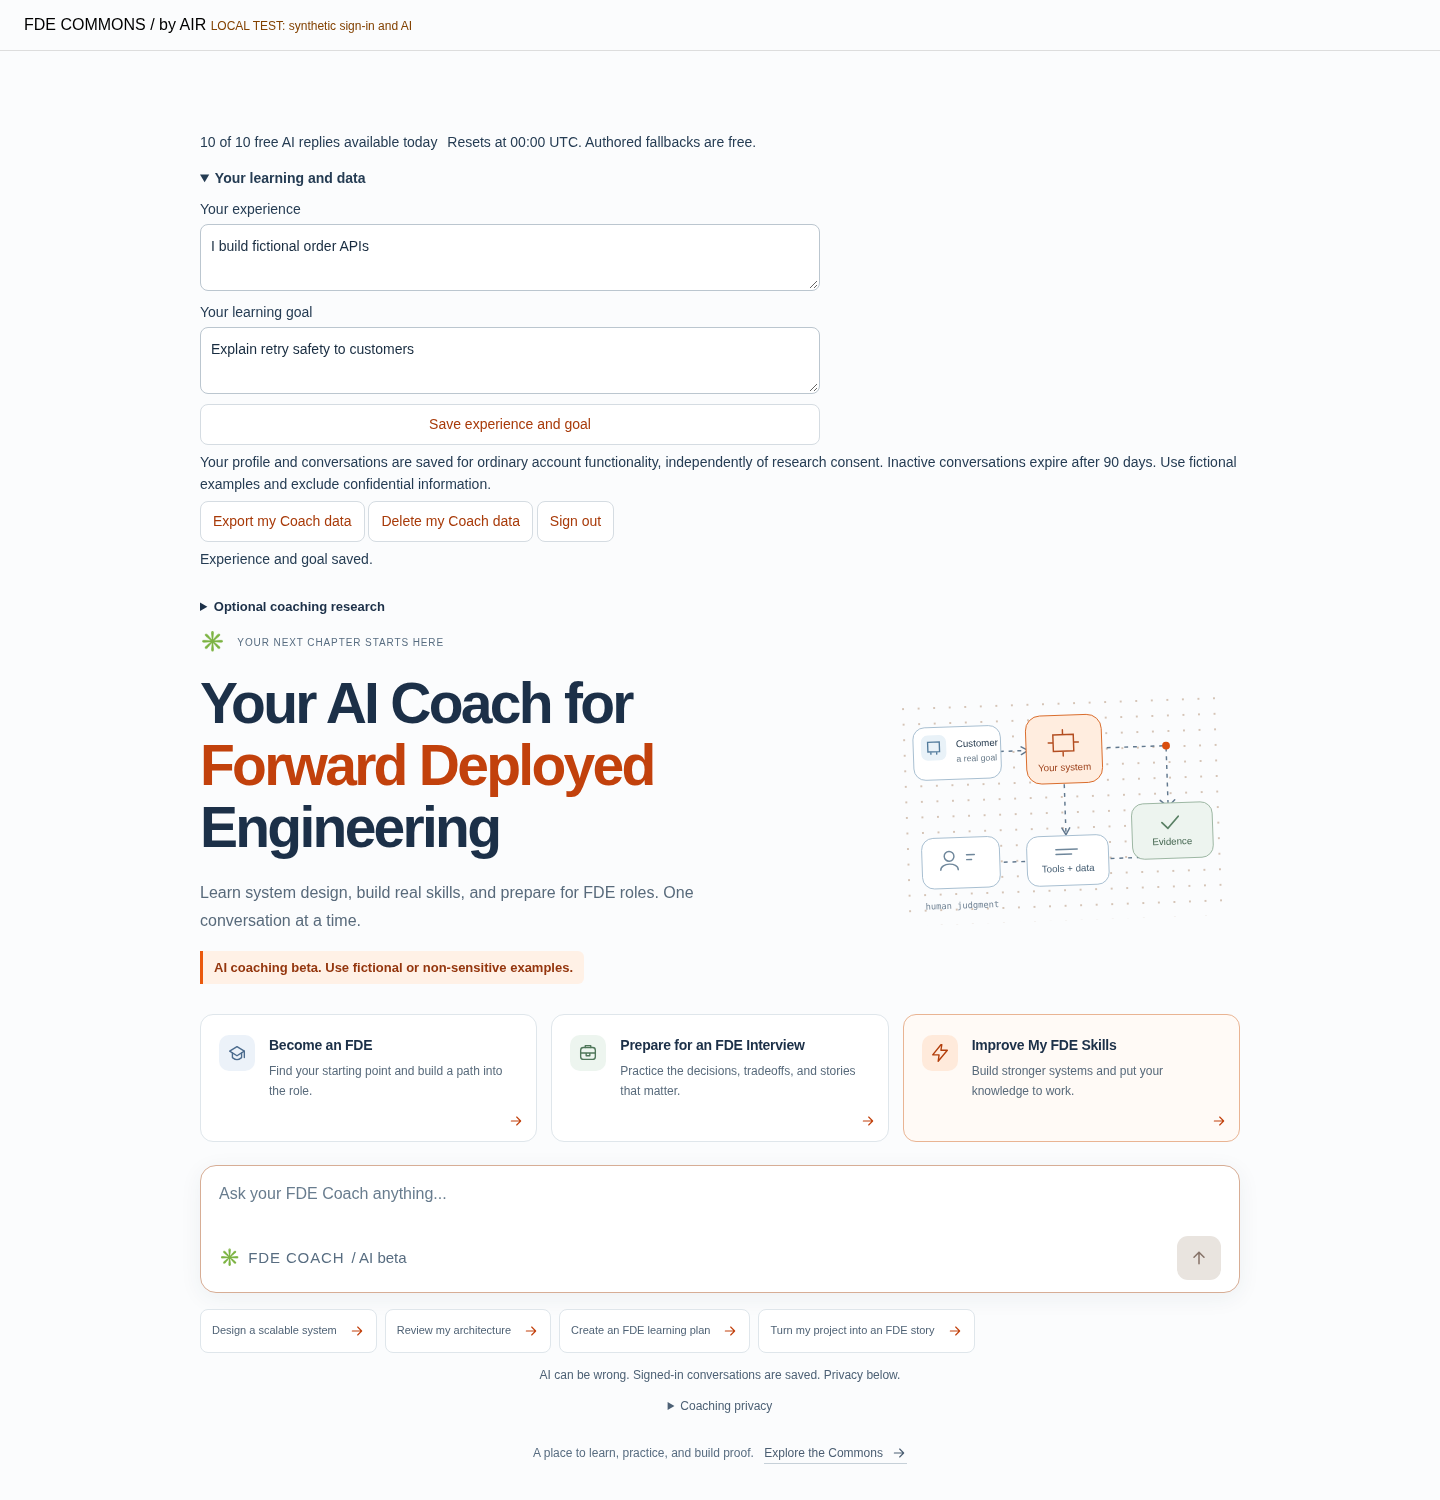 FDE COMMONS / by AIR LOCAL TEST: synthetic sign-in and AI
10 of 10 free AI replies available today Resets at 00:00 UTC. Authored fallbacks are free.
Your learning and data
Your experience
I build fictional order APIs
Your learning goal
Explain retry safety to customers
Save experience and goal
Your profile and conversations are saved for ordinary account functionality, independently of research consent. Inactive conversations expire after 90 days. Use fictional
examples and exclude confidential information.
Export my Coach data Delete my Coach data Sign out
Experience and goal saved.
Optional coaching research
YOUR NEXT CHAPTER STARTS HERE
Your AI Coach for
Forward Deployed
Engineering
Learn system design, build real skills, and prepare for FDE roles. One
conversation at a time.
AI coaching beta. Use fictional or non-sensitive examples.
Customer
a real goal
Your system
Evidence
Tools + data
human judgment
Become an FDE
Find your starting point and build a path into
the role.
Prepare for an FDE Interview
Practice the decisions, tradeoffs, and stories
that matter.
Improve My FDE Skills
Build stronger systems and put your
knowledge to work.
Ask your FDE Coach anything...
FDE COACH / AI beta
Design a scalable system Review my architecture Create an FDE learning plan Turn my project into an FDE story
AI can be wrong. Signed-in conversations are saved. Privacy below.
Coaching privacy
A place to learn, practice, and build proof. Explore the Commons